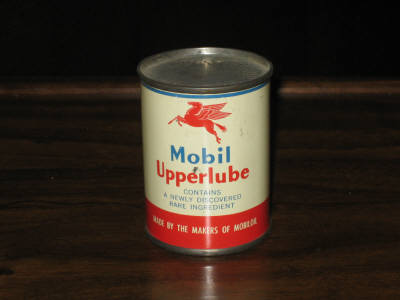 Mobil
Upperlube
CONTAINS
A NEWLY DISCOVERED
RARE INGREDIENT
MADE BY THE MAKERS OF MOBILOIL